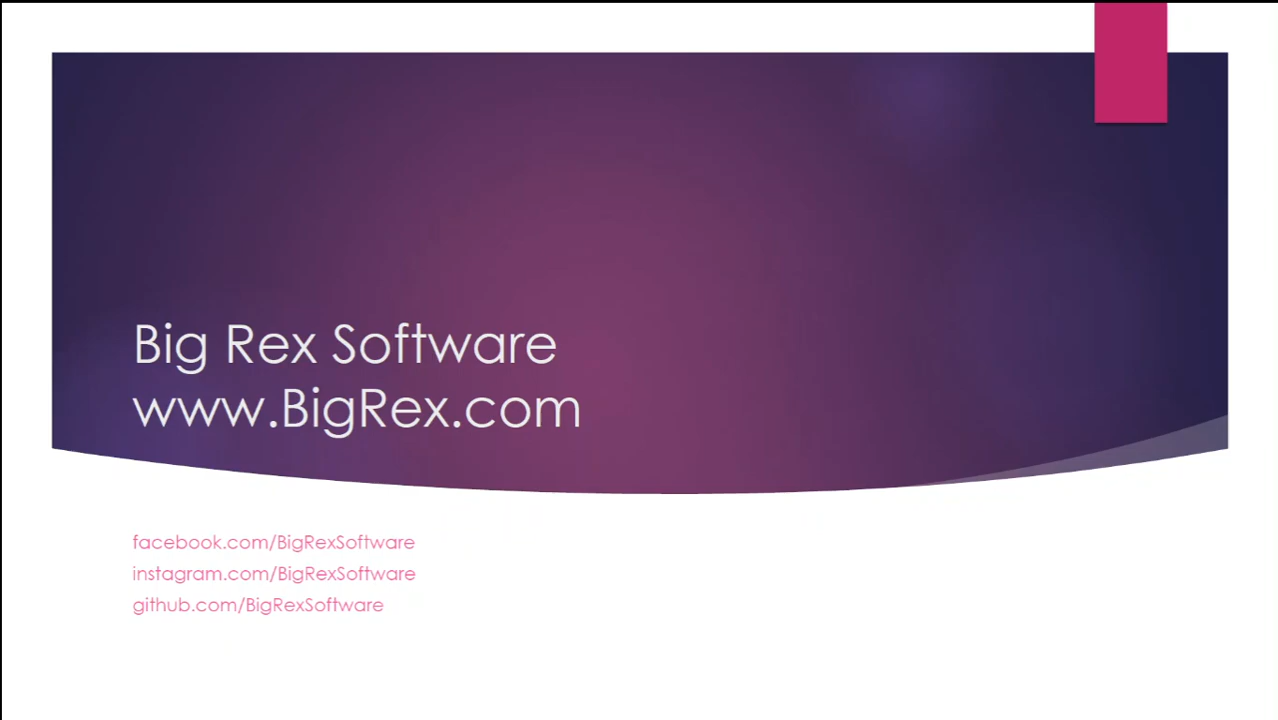 Big Rex Software
www.BigRex.com
facebook.com/BigRexSoftware
instagram.com/BigRexSoftware
github.com/BigRexSoftware